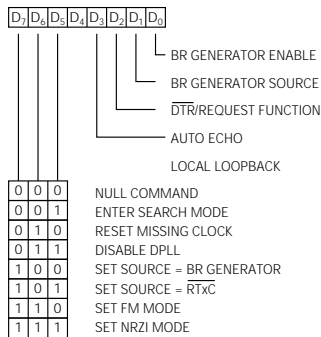 D7 D6 D5 D4 D3 D2 D1 D0
BR GENERATOR ENABLE
BR GENERATOR SOURCE
DTR/REQUEST FUNCTION
AUTO ECHO
LOCAL LOOPBACK
0 0 0 NULL COMMAND
0 0 1 ENTER SEARCH MODE
0 1 0 RESET MISSING CLOCK
0 1 1 DISABLE DPLL
1 0 0 SET SOURCE = BR GENERATOR
1 0 1 SET SOURCE = RTxC
1 1 0 SET FM MODE
1 1 1 SET NRZI MODE